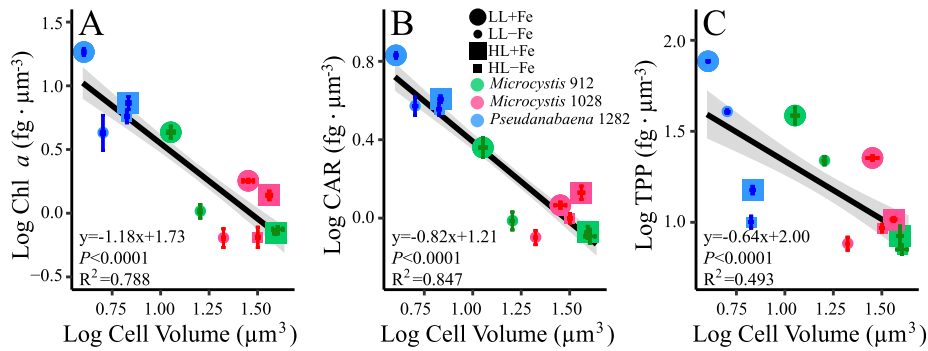 A
Log Chl a (fg · µm⁻³)
1.5
1.0
0.5
0.0
−0.5
y=-1.18x+1.73
P<0.0001
R²=0.788
0.75 1.00 1.25 1.50
Log Cell Volume (µm³)
B
Log CAR (fg · µm⁻³)
0.8
0.4
0.0
LL+Fe
LL−Fe
HL+Fe
HL−Fe
Microcystis 912
Microcystis 1028
Pseudanabaena 1282
y=-0.82x+1.21
P<0.0001
R²=0.847
0.75 1.00 1.25 1.50
Log Cell Volume (µm³)
C
Log TPP (fg · µm⁻³)
2.0
1.5
1.0
y=-0.64x+2.00
P<0.0001
R²=0.493
0.75 1.00 1.25 1.50
Log Cell Volume (µm³)